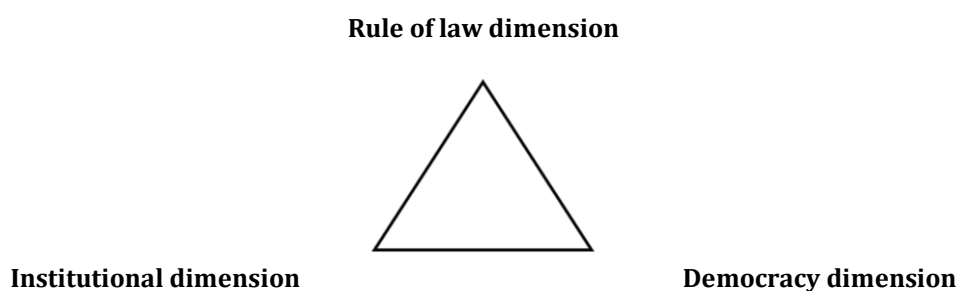 Rule of law dimension
Institutional dimension
Democracy dimension